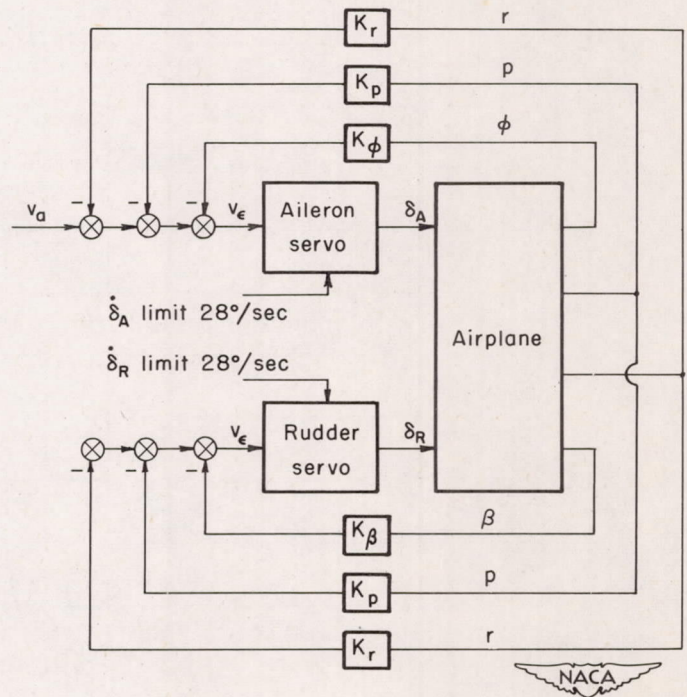 K_r r
K_p p
K_ϕ ϕ
v_a
v_ϵ
Aileron
servo
δ_A
δ̇_A limit 28°/sec
δ̇_R limit 28°/sec
Airplane
v_ϵ
Rudder
servo
δ_R
K_β β
K_p p
K_r r
NACA